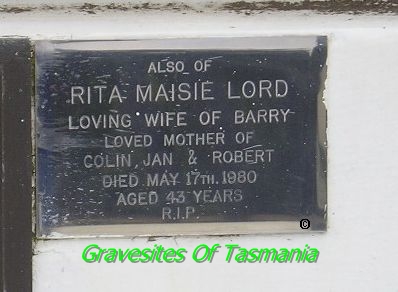 ALSO OF
RITA MAISIE LORD
LOVING WIFE OF BARRY
LOVED MOTHER OF
COLIN, JAN & ROBERT
DIED MAY 17TH. 1980
AGED 43 YEARS
R.I.P.
©
Gravesites Of Tasmania